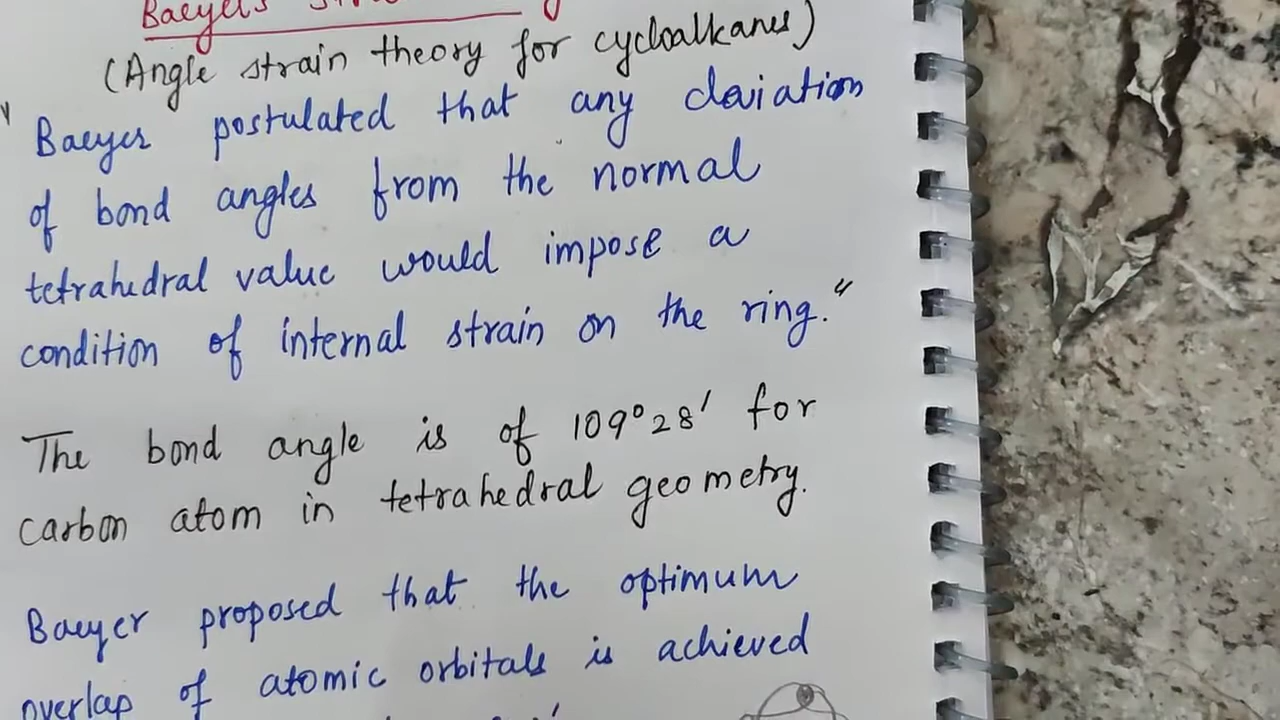 Baeyer's
(Angle strain theory for cycloalkanes)
" Baeyer postulated that any deviation
of bond angles from the normal
tetrahedral value would impose a
condition of internal strain on the ring."
The bond angle is of 109°28' for
carbon atom in tetrahedral geometry.
Baeyer proposed that the optimum
overlap of atomic orbitals is achieved